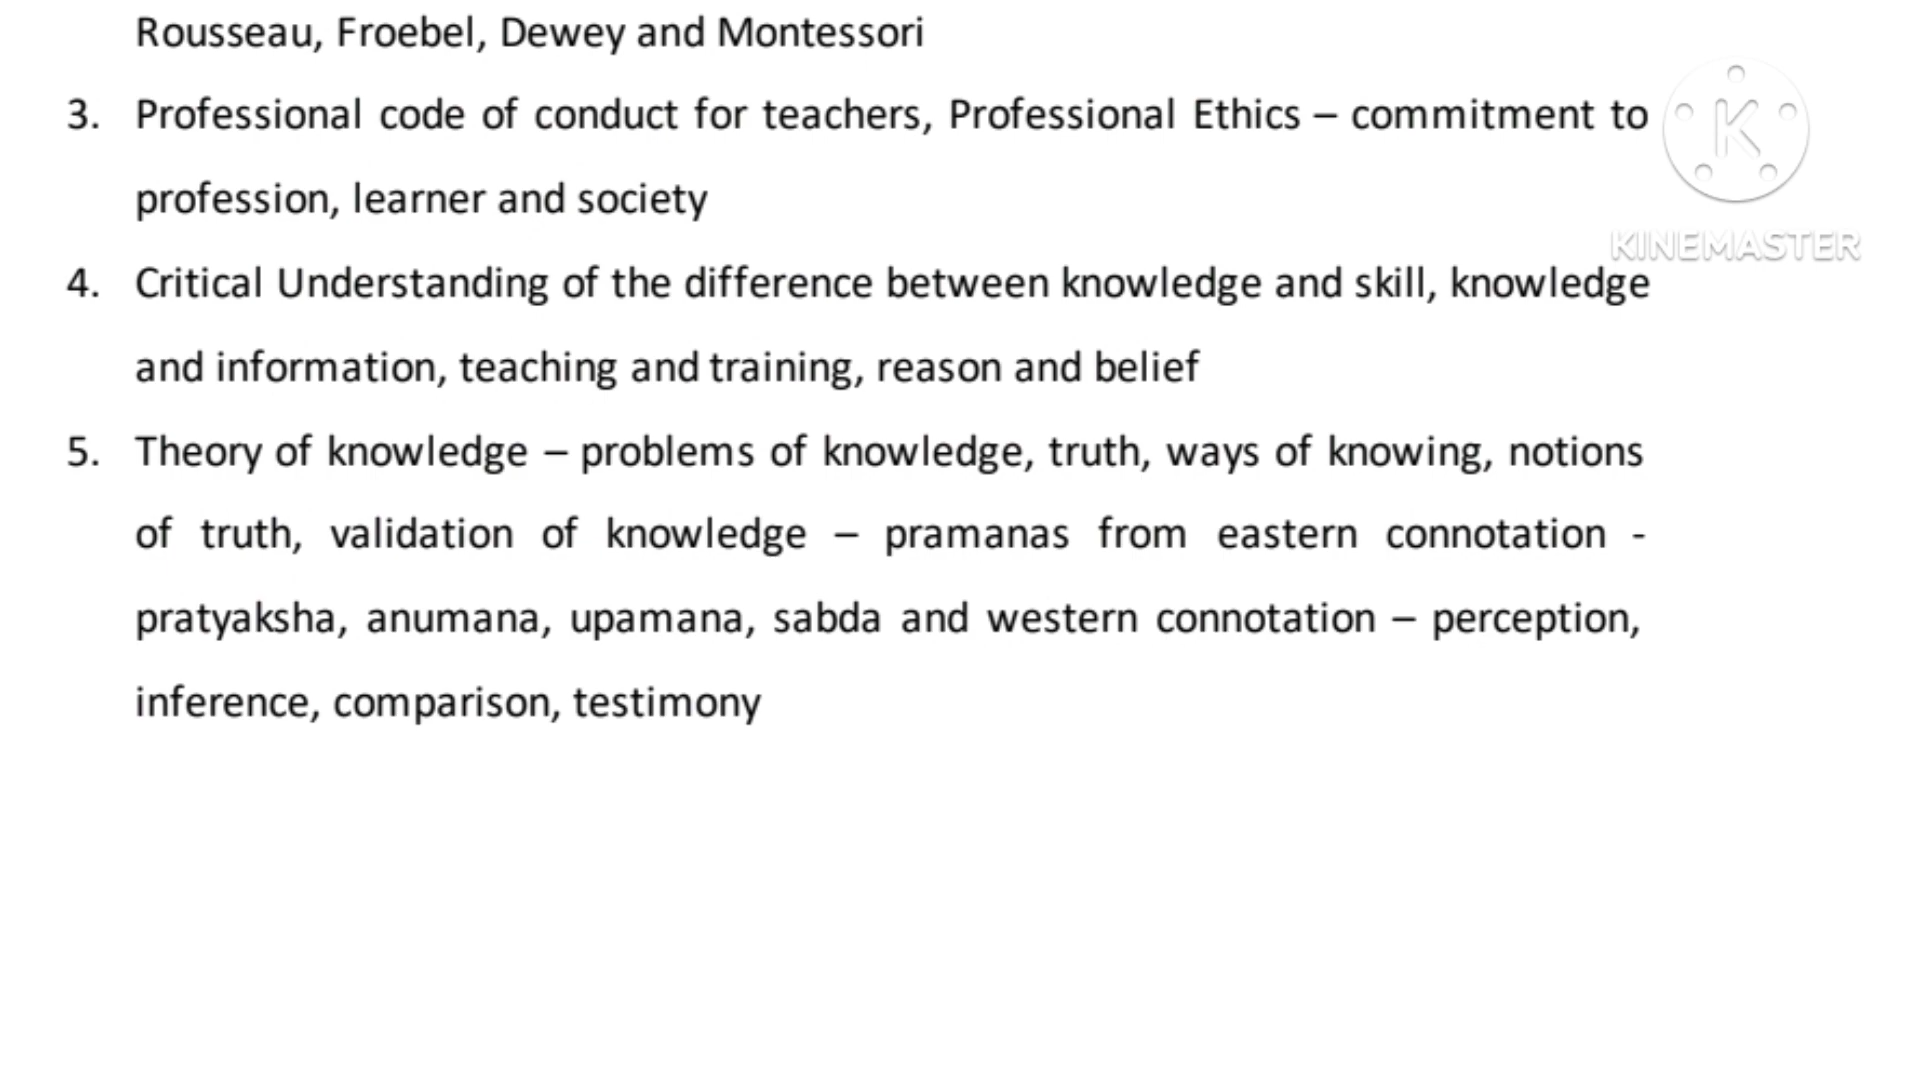 Rousseau, Froebel, Dewey and Montessori
3. Professional code of conduct for teachers, Professional Ethics – commitment to
profession, learner and society
K
KINEMASTER
4. Critical Understanding of the difference between knowledge and skill, knowledge
and information, teaching and training, reason and belief
5. Theory of knowledge – problems of knowledge, truth, ways of knowing, notions
of truth, validation of knowledge – pramanas from eastern connotation -
pratyaksha, anumana, upamana, sabda and western connotation – perception,
inference, comparison, testimony